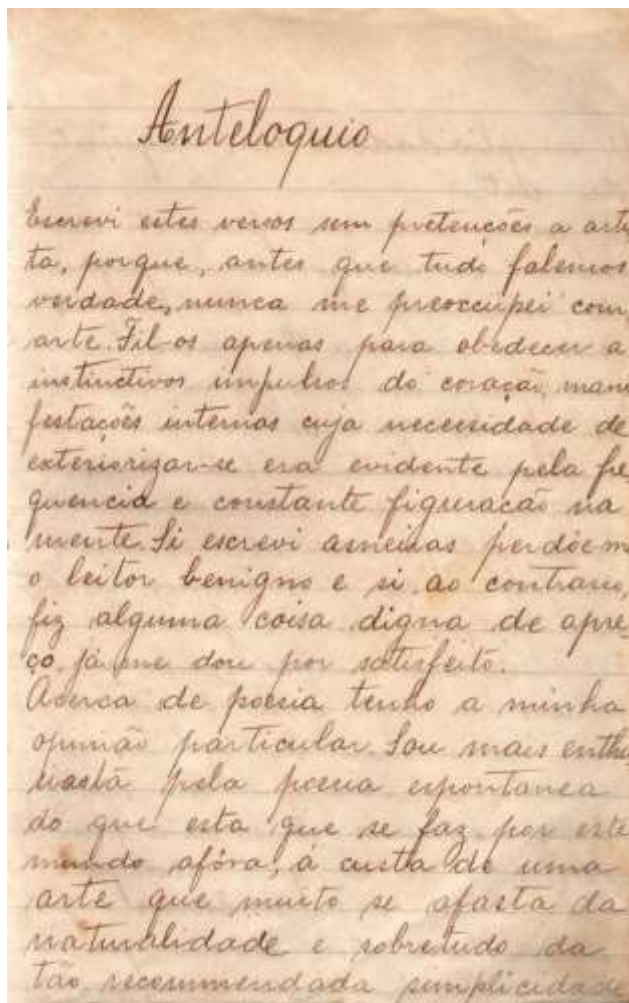 Anteloquio
Escrevi estes versos sem pretenções a artis
ta, porque, antes que tudo falemos
verdade, nunca me preoccupei com
arte. Fil-os apenas para obedecer a
instinctivos impulsos do coração, mani
festações internas cuja necessidade de
exteriorizar-se era evidente pela fre
quencia e constante figuração na
mente. Si escrevi asneiras perdôe-m
o leitor benigno e si, ao contrario,
fiz alguma coisa digna de apre-
ço, já me dou por satisfeito.
Acerca de poesia tenho a minha
opinião particular. Sou mais enthu
siasta pela poesia espontanea
do que esta que se faz por este
mundo afóra, á custa de uma
arte que muito se afasta da
naturalidade e sobretudo da
tão recommendada simplicidade